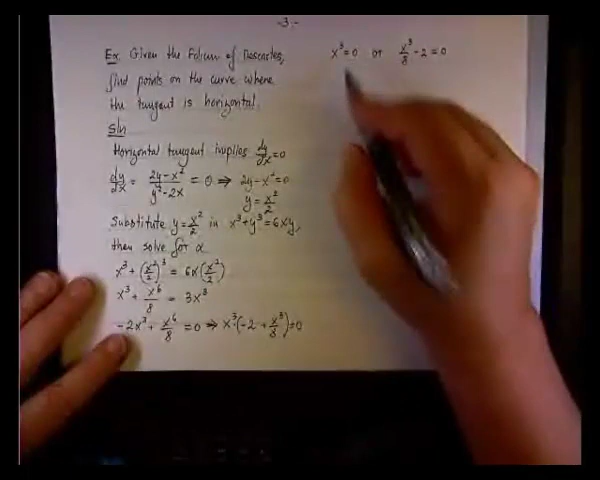 -3-
Ex. Given the Folium of Descartes,
find points on the curve where
the tangent is horizontal.
Sln
Horizontal tangent implies dy/dx = 0
dy/dx = (2y - x²)/(y² - 2x) = 0 ⇒ 2y - x² = 0
y = x²/2
Substitute y = x²/2 in x³ + y³ = 6xy,
then solve for x
x³ + (x²/2)³ = 6x(x²/2)
x³ + x⁶/8 = 3x³
-2x³ + x⁶/8 = 0 ⇒ x³·(-2 + x³/8) = 0
x³ = 0 or x³/8 - 2 = 0